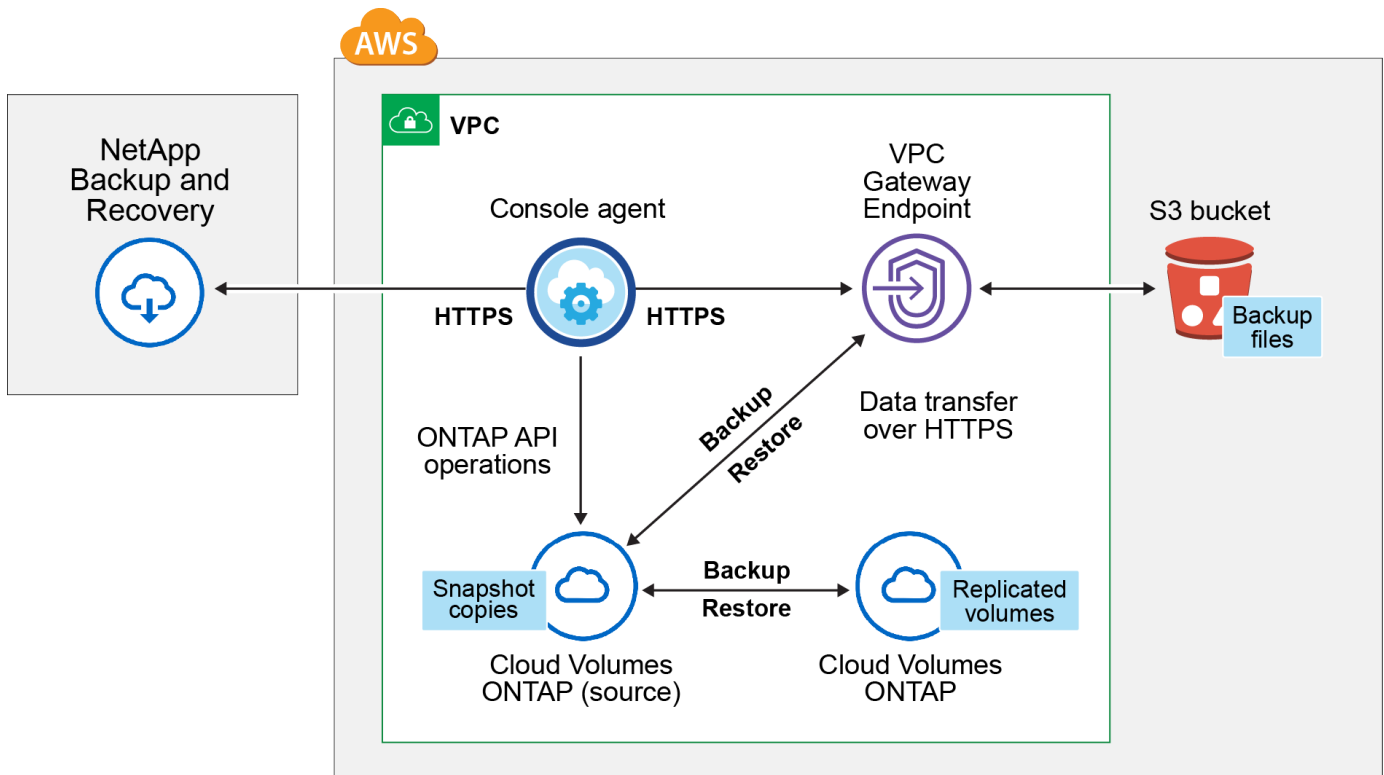 AWS
NetApp
Backup and
Recovery
VPC
Console agent
VPC
Gateway
Endpoint
S3 bucket
HTTPS
HTTPS
Backup
files
ONTAP API
operations
Backup
Restore
Data transfer
over HTTPS
Snapshot
copies
Backup
Restore
Replicated
volumes
Cloud Volumes
ONTAP (source)
Cloud Volumes
ONTAP